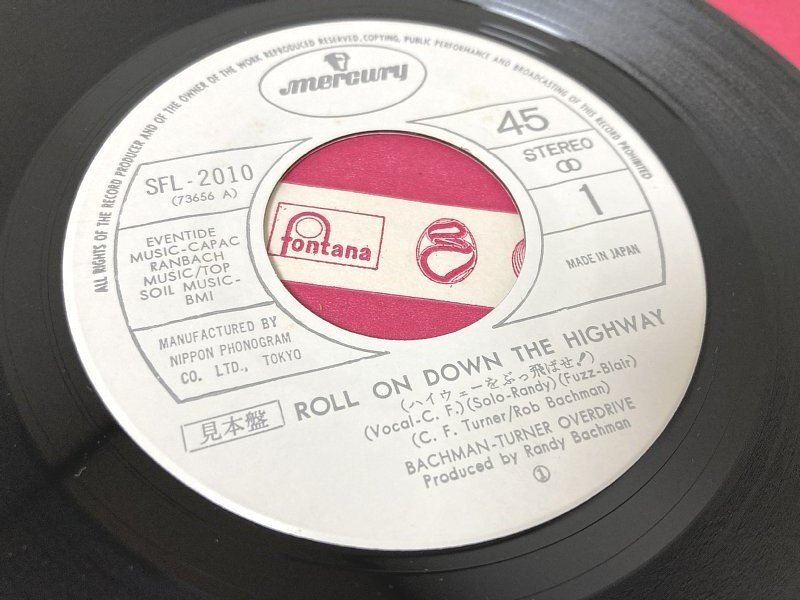 ALL RIGHTS OF THE RECORD PRODUCER AND OF THE OWNER OF THE WORK REPRODUCED RESERVED, COPYING, PUBLIC PERFORMANCE AND BROADCASTING OF THIS RECORD PROHIBITED
mercury
SFL-2010
(73656 A)
EVENTIDE
MUSIC-CAPAC
RANBACH
MUSIC/TOP
SOIL MUSIC-
BMI
MANUFACTURED BY
NIPPON PHONOGRAM
CO. LTD., TOKYO
fontana
45
STEREO
1
MADE IN JAPAN
見本盤
ROLL ON DOWN THE HIGHWAY
(ハイウェーをぶっ飛ばせ!)
(Vocal-C. F.)(Solo-Randy)(Fuzz-Blair)
(C. F. Turner/Rob Bachman)
BACHMAN-TURNER OVERDRIVE
Produced by Randy Bachman
①